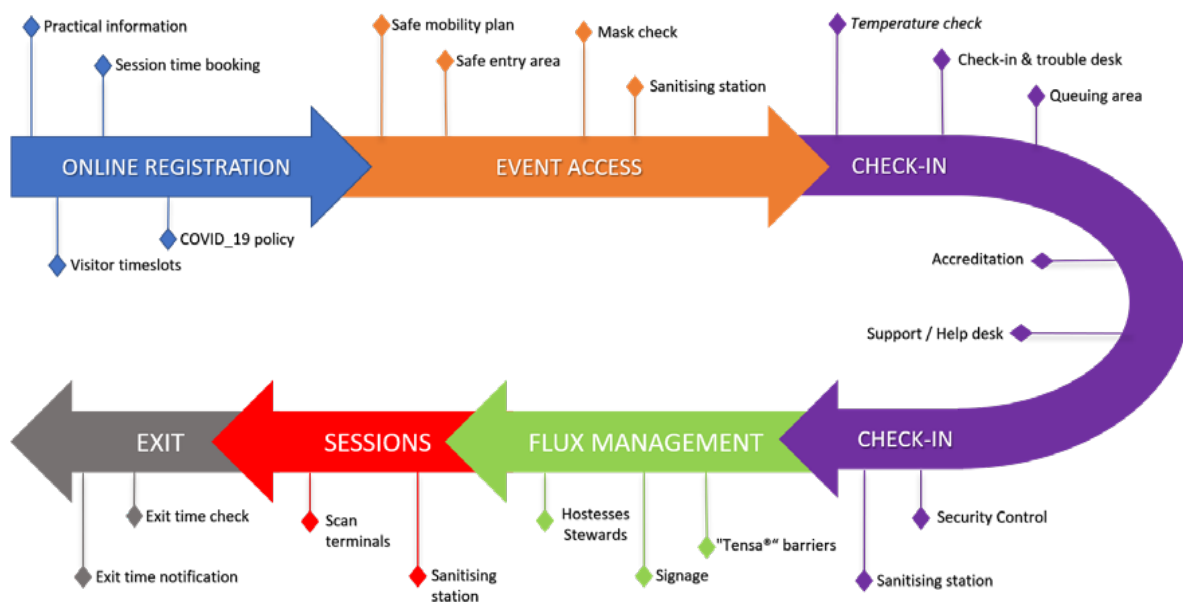 Practical information
Session time booking
Safe mobility plan
Safe entry area
Mask check
Sanitising station
Temperature check
Check-in & trouble desk
Queuing area
ONLINE REGISTRATION
EVENT ACCESS
CHECK-IN
COVID_19 policy
Visitor timeslots
Accreditation
Support / Help desk
EXIT
SESSIONS
FLUX MANAGEMENT
CHECK-IN
Exit time check
Exit time notification
Scan
terminals
Sanitising
station
Hostesses
Stewards
Signage
"Tensa®“ barriers
Security Control
Sanitising station